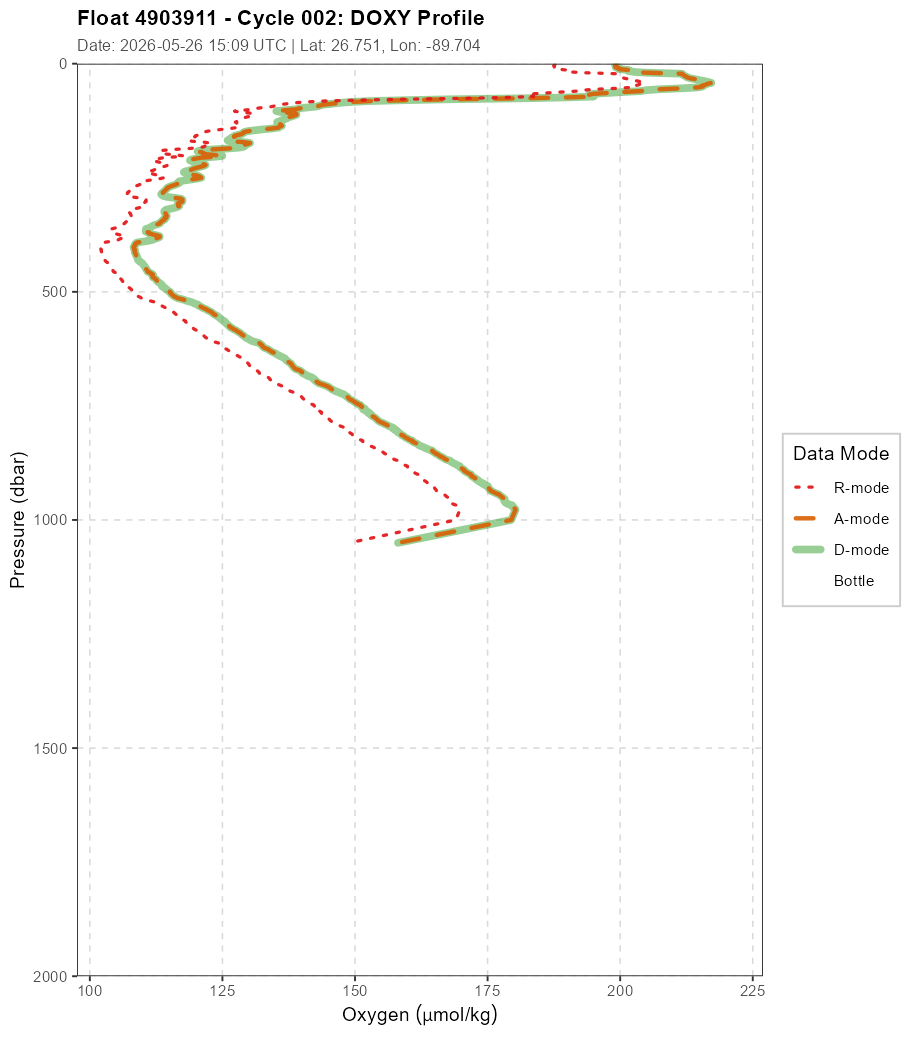 Float 4903911 - Cycle 002: DOXY Profile
Date: 2026-05-26 15:09 UTC | Lat: 26.751, Lon: -89.704
0
500
1000
1500
2000
Pressure (dbar)
100 125 150 175 200 225
Oxygen (μmol/kg)
Data Mode
R-mode
A-mode
D-mode
Bottle